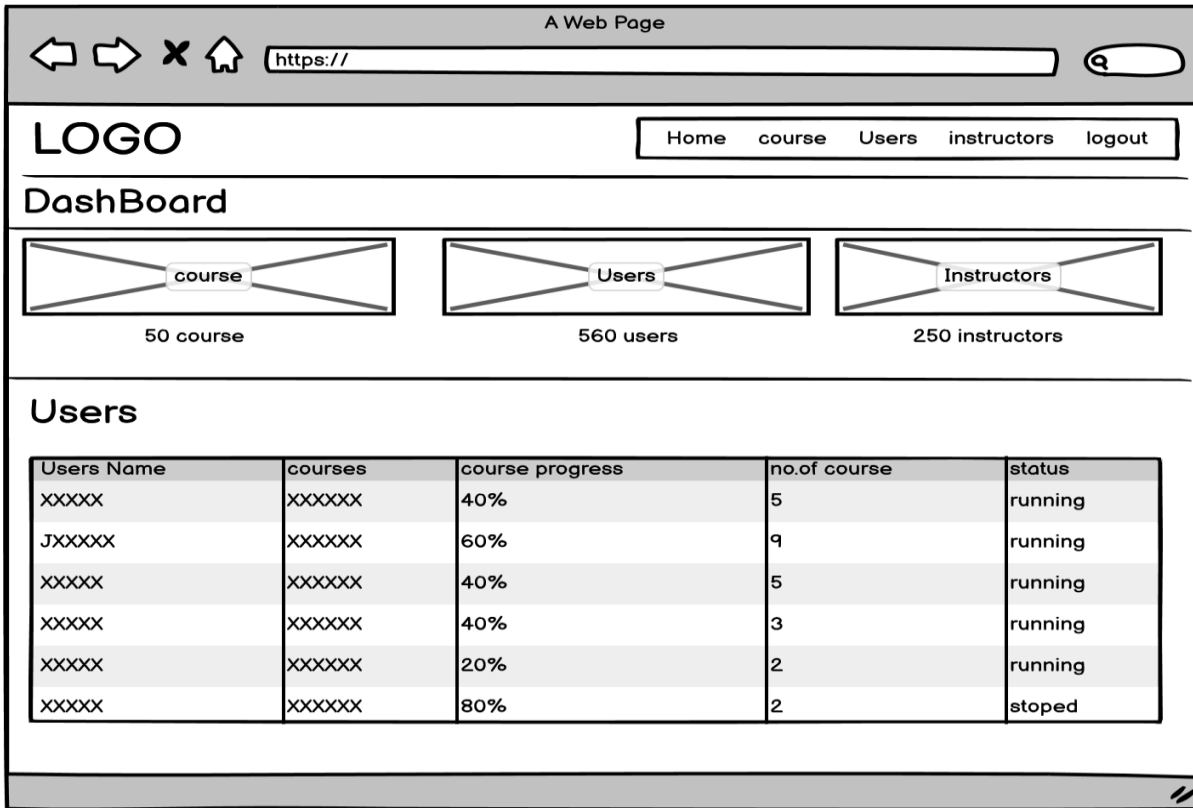 A Web Page
https://
LOGO
Home course Users instructors logout
DashBoard
course Users Instructors
50 course 560 users 250 instructors
Users
Users Name courses course progress no.of course status
XXXXX XXXXXX 40% 5 running
JXXXXX XXXXXX 60% 9 running
XXXXX XXXXXX 40% 5 running
XXXXX XXXXXX 40% 3 running
XXXXX XXXXXX 20% 2 running
XXXXX XXXXXX 80% 2 stoped